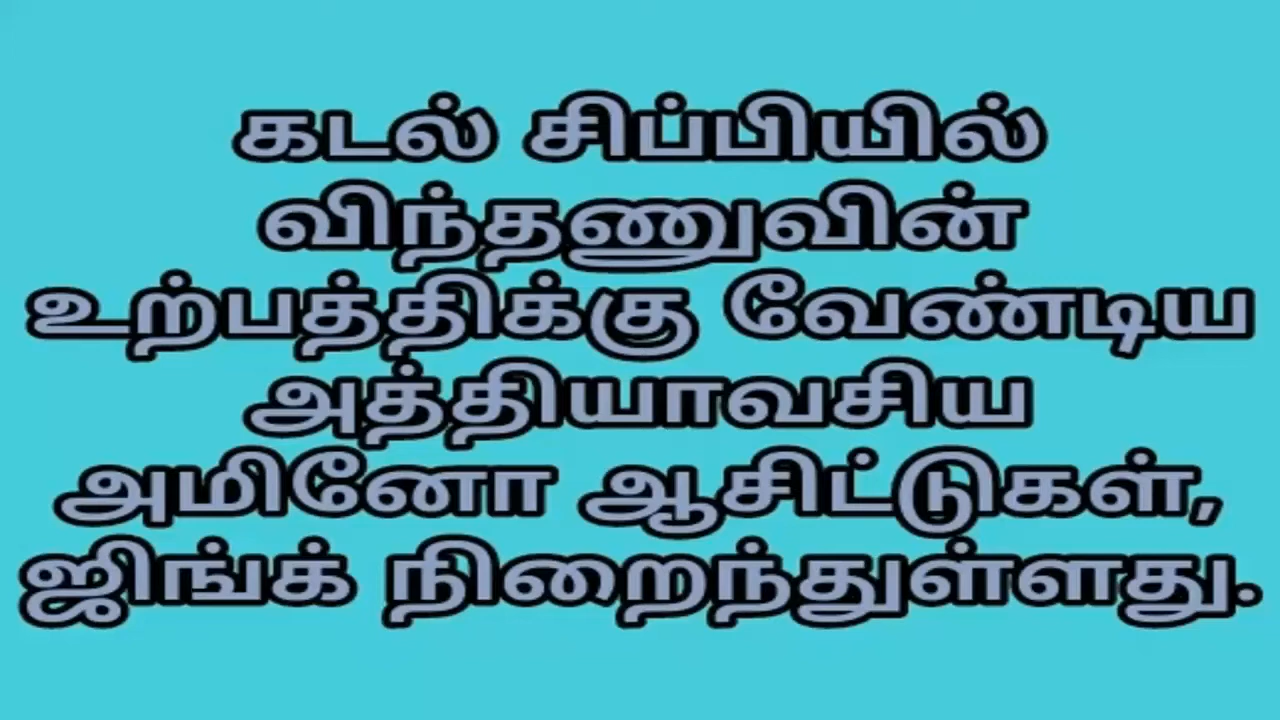 கடல் சிப்பியில்
விந்தணுவின்
உற்பத்திக்கு வேண்டிய
அத்தியாவசிய
அமினோ ஆசிட்டுகள்,
ஜிங்க் நிறைந்துள்ளது.